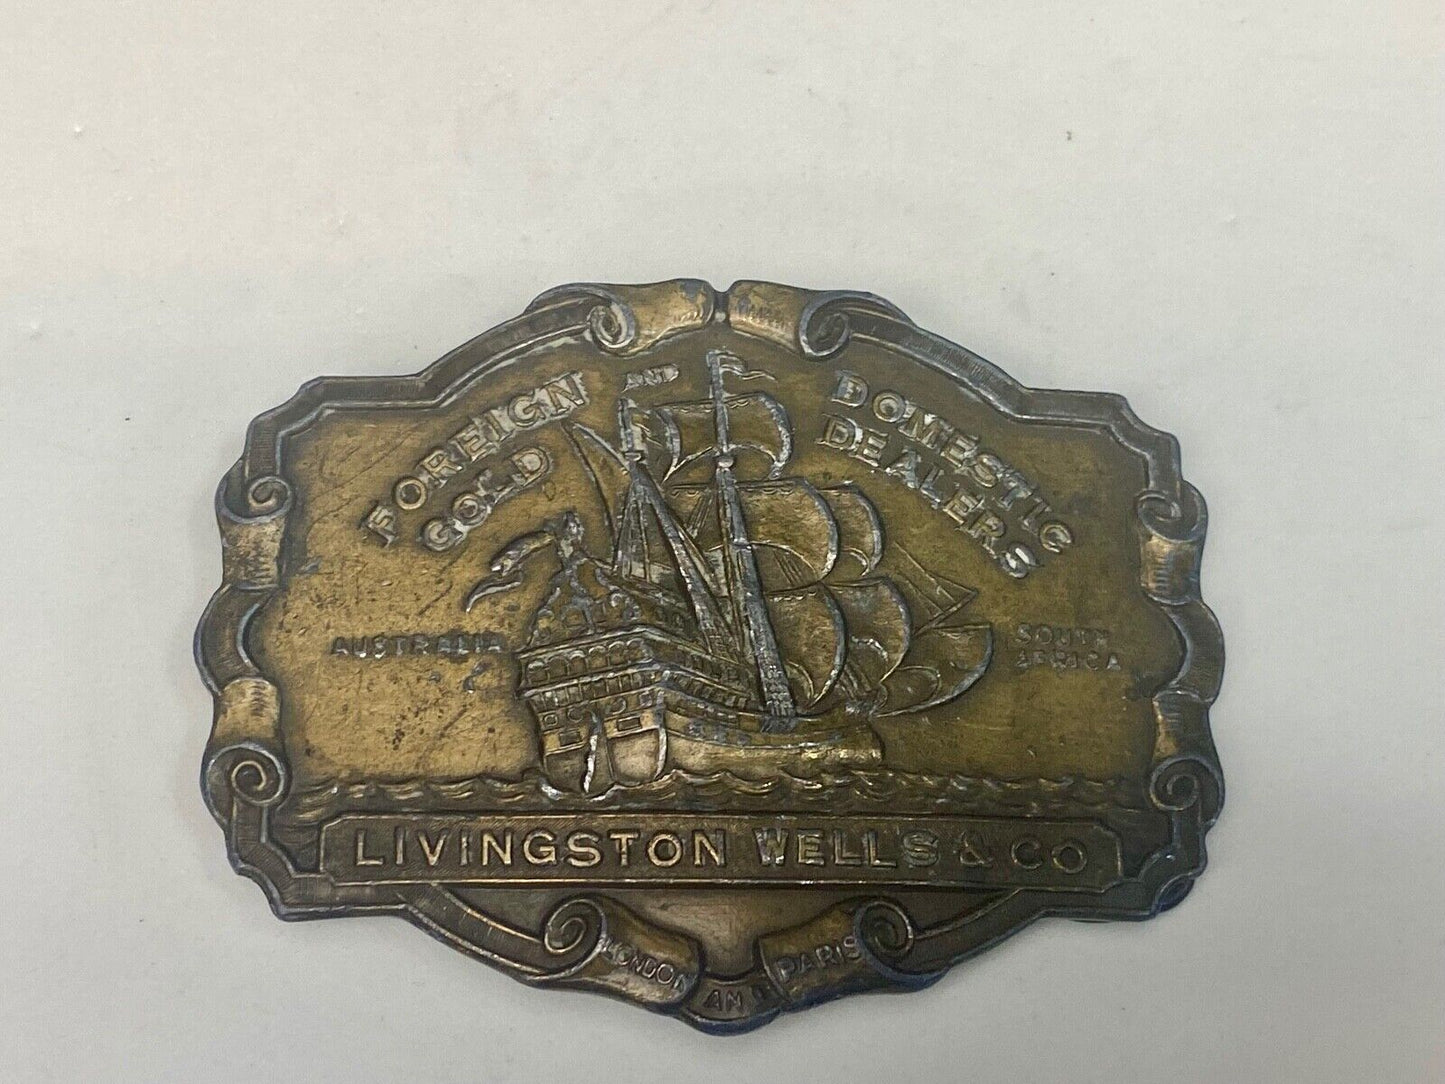 FOREIGN AND DOMESTIC
GOLD DEALERS
AUSTRALIA
SOUTH
AFRICA
LIVINGSTON WELLS & CO
LONDON AND PARIS